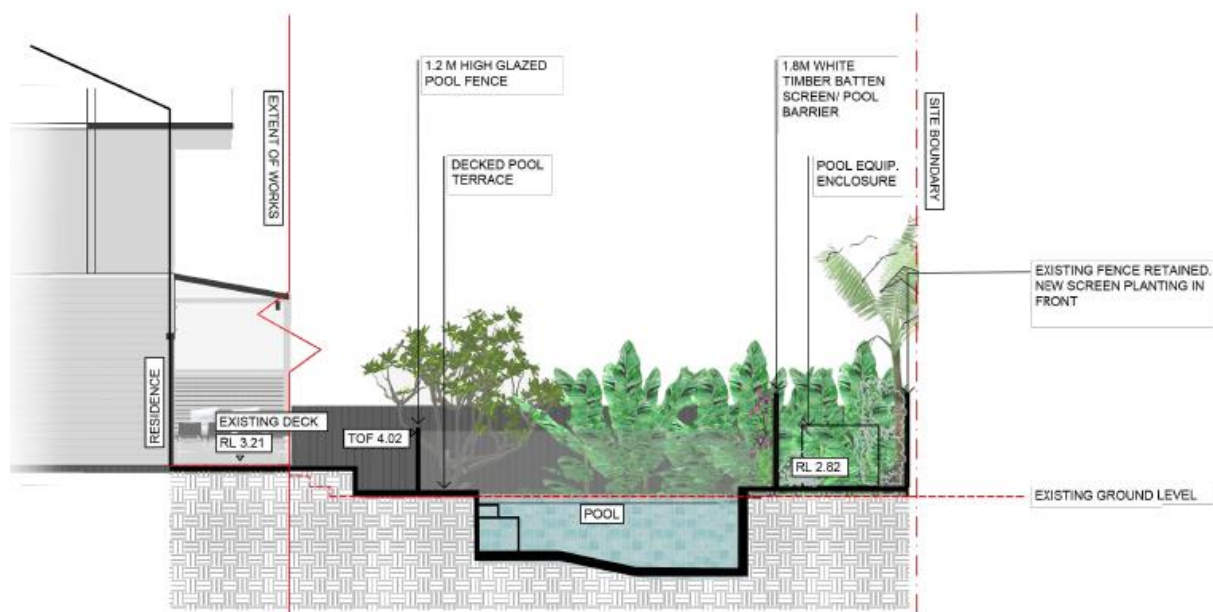 1.2 M HIGH GLAZED
POOL FENCE
1.8M WHITE
TIMBER BATTEN
SCREEN/ POOL
BARRIER
EXTENT OF WORKS
SITE BOUNDARY
DECKED POOL
TERRACE
POOL EQUIP.
ENCLOSURE
EXISTING FENCE RETAINED.
NEW SCREEN PLANTING IN
FRONT
RESIDENCE
EXISTING DECK
RL 3.21
TOF 4.02
RL 2.82
EXISTING GROUND LEVEL
POOL